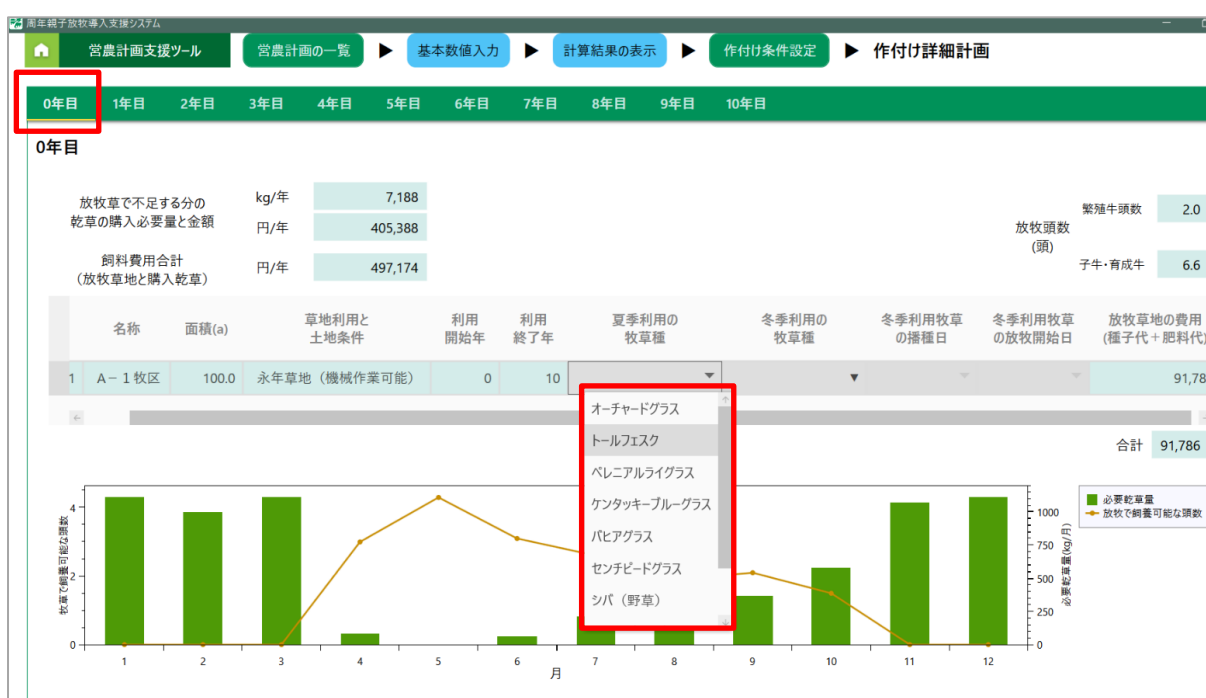 周年親子放牧導入支援システム
営農計画支援ツール 営農計画の一覧 ▶ 基本数値入力 ▶ 計算結果の表示 ▶ 作付け条件設定 ▶ 作付け詳細計画
0年目 1年目 2年目 3年目 4年目 5年目 6年目 7年目 8年目 9年目 10年目
0年目
放牧草で不足する分の
乾草の購入必要量と金額
kg/年 7,188
円/年 405,388
飼料費用合計
(放牧草地と購入乾草)
円/年 497,174
放牧頭数
(頭)
繁殖牛頭数 2.0
子牛・育成牛 6.6
名称 面積(a)
草地利用と
土地条件
利用
開始年
利用
終了年
夏季利用の
牧草種
冬季利用の
牧草種
冬季利用牧草
の播種日
冬季利用牧草
の放牧開始日
放牧草地の費用
(種子代+肥料代)
1 A-1牧区 100.0 永年草地(機械作業可能) 0 10 91,78
オーチャードグラス
トールフェスク
ペレニアルライグラス
ケンタッキーブルーグラス
バヒアグラス
センチピードグラス
シバ(野草)
合計 91,786
牧草で飼養可能な頭数
4
2
0
1 2 3 4 5 6 7 8 9 10 11 12
月
1000
750
500
250
0
必要乾草量(kg/月)
必要乾草量
放牧で飼養可能な頭数